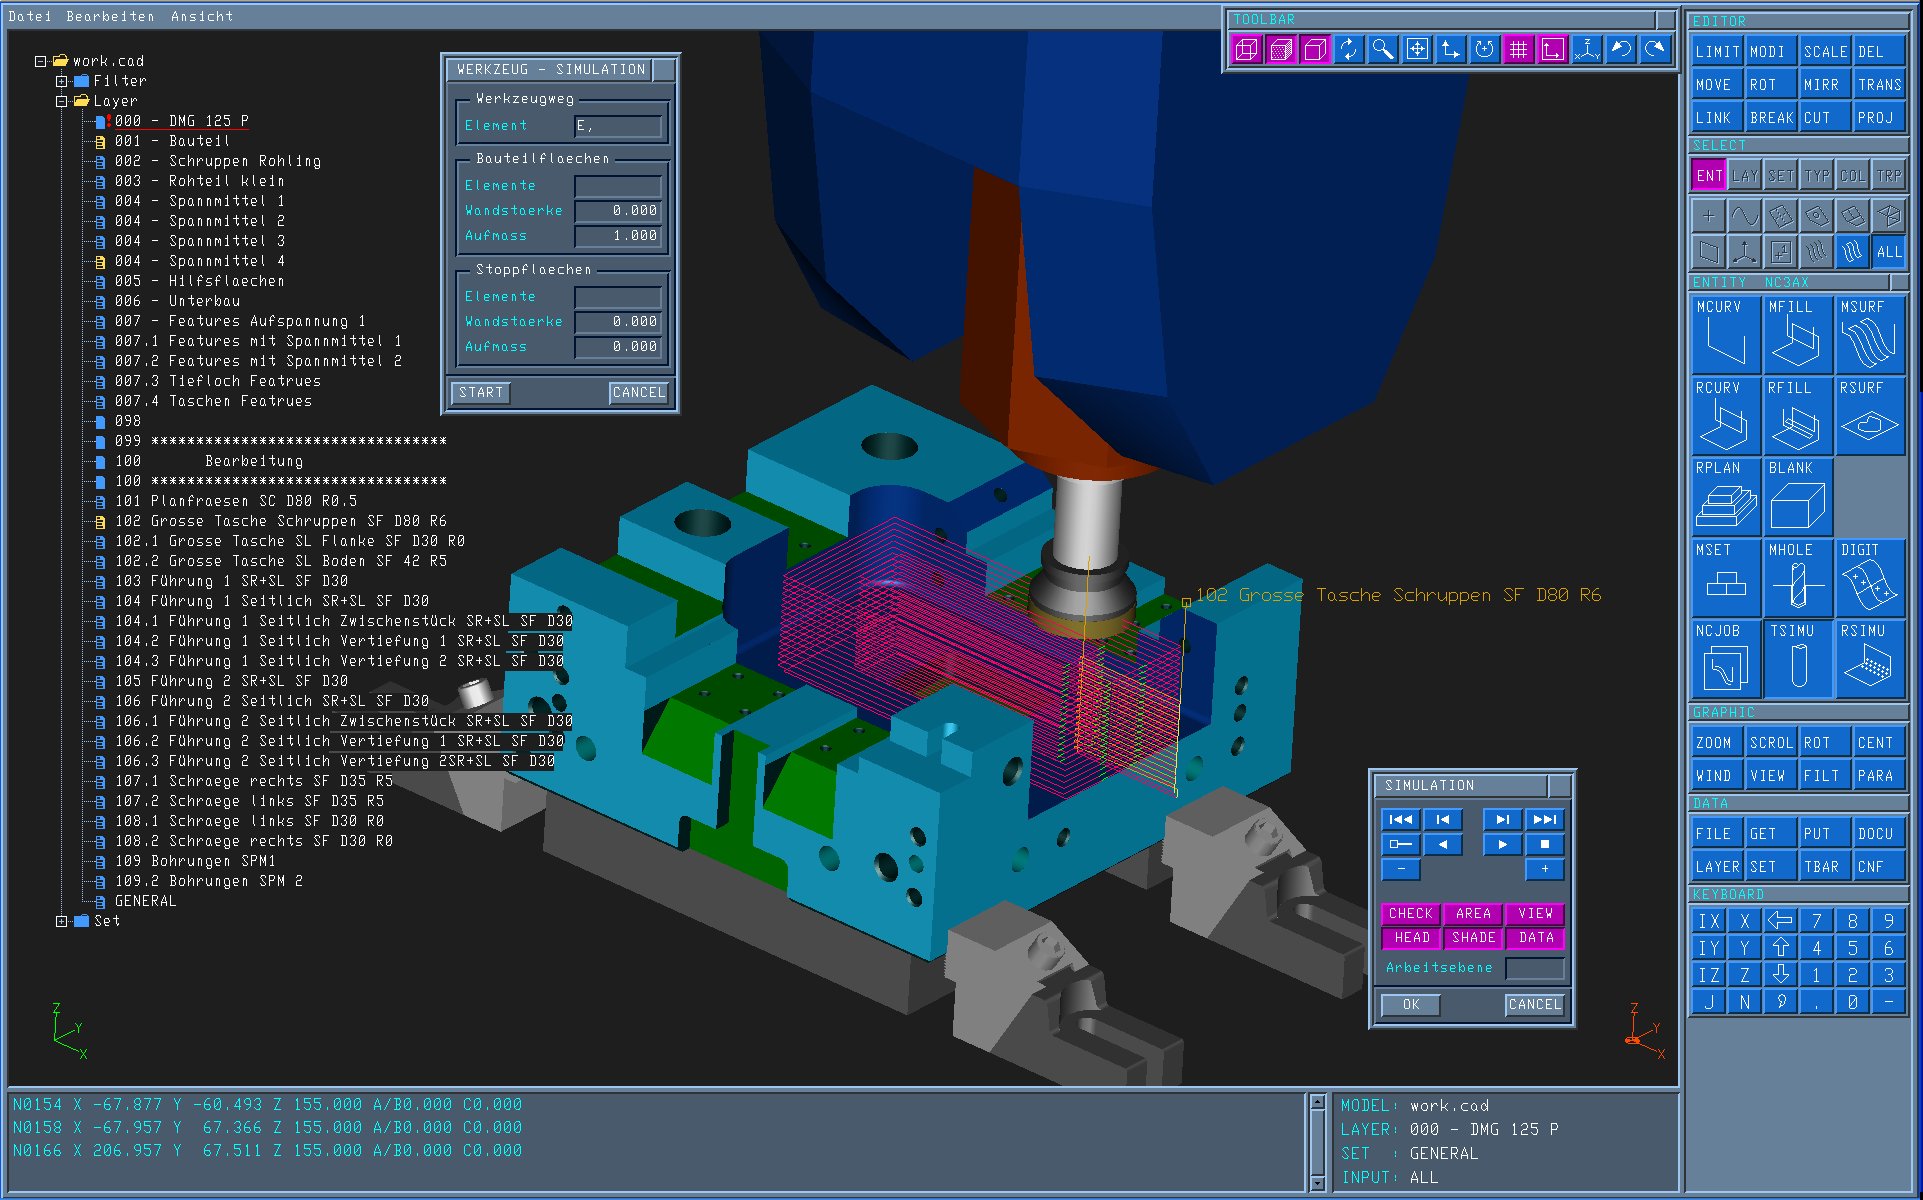 Datei Bearbeiten Ansicht
work.cad
Filter
Layer
000 - DMG 125 P
001 - Bauteil
002 - Schruppen Rohling
003 - Rohteil klein
004 - Spannmittel 1
004 - Spannmittel 2
004 - Spannmittel 3
004 - Spannmittel 4
005 - Hilfsflaechen
006 - Unterbau
007 - Features Aufspannung 1
007.1 Features mit Spannmittel 1
007.2 Features mit Spannmittel 2
007.3 Tiefloch Featrues
007.4 Taschen Featrues
098
099 *********************************
100 Bearbeitung
100 *********************************
101 Planfraesen SC D80 R0.5
102 Grosse Tasche Schruppen SF D80 R6
102.1 Grosse Tasche SL Flanke SF D30 R0
102.2 Grosse Tasche SL Boden SF 42 R5
103 Führung 1 SR+SL SF D30
104 Führung 1 Seitlich SR+SL SF D30
104.1 Führung 1 Seitlich Zwischenstück SR+SL SF D30
104.2 Führung 1 Seitlich Vertiefung 1 SR+SL SF D30
104.3 Führung 1 Seitlich Vertiefung 2 SR+SL SF D30
105 Führung 2 SR+SL SF D30
106 Führung 2 Seitlich SR+SL SF D30
106.1 Führung 2 Seitlich Zwischenstück SR+SL SF D30
106.2 Führung 2 Seitlich Vertiefung 1 SR+SL SF D30
106.3 Führung 2 Seitlich Vertiefung 2SR+SL SF D30
107.1 Schraege rechts SF D35 R5
107.2 Schraege links SF D35 R5
108.1 Schraege links SF D30 R0
108.2 Schraege rechts SF D30 R0
109 Bohrungen SPM1
109.2 Bohrungen SPM 2
GENERAL
Set
WERKZEUG - SIMULATION
Werkzeugweg
Element E,
Bauteilflaechen
Elemente
Wandstaerke 0.000
Aufmass 1.000
Stoppflaechen
Elemente
Wandstaerke 0.000
Aufmass 0.000
START CANCEL
TOOLBAR
102 Grosse Tasche Schruppen SF D80 R6
SIMULATION
- +
CHECK AREA VIEW
HEAD SHADE DATA
Arbeitsebene
OK CANCEL
Z Y X
Z Y X
EDITOR
LIMIT MODI SCALE DEL
MOVE ROT MIRR TRANS
LINK BREAK CUT PROJ
SELECT
ENT LAY SET TYP COL TRP
ALL
ENTITY NC3AX
MCURV MFILL MSURF
RCURV RFILL RSURF
RPLAN BLANK
MSET MHOLE DIGIT
NCJOB TSIMU RSIMU
GRAPHIC
ZOOM SCROL ROT CENT
WIND VIEW FILT PARA
DATA
FILE GET PUT DOCU
LAYER SET TBAR CNF
KEYBOARD
IX X 7 8 9
IY Y 4 5 6
IZ Z 1 2 3
J N , . 0 -
N0154 X -67.877 Y -60.493 Z 155.000 A/B0.000 C0.000
N0158 X -67.957 Y 67.366 Z 155.000 A/B0.000 C0.000
N0166 X 206.957 Y 67.511 Z 155.000 A/B0.000 C0.000
MODEL: work.cad
LAYER: 000 - DMG 125 P
SET : GENERAL
INPUT: ALL